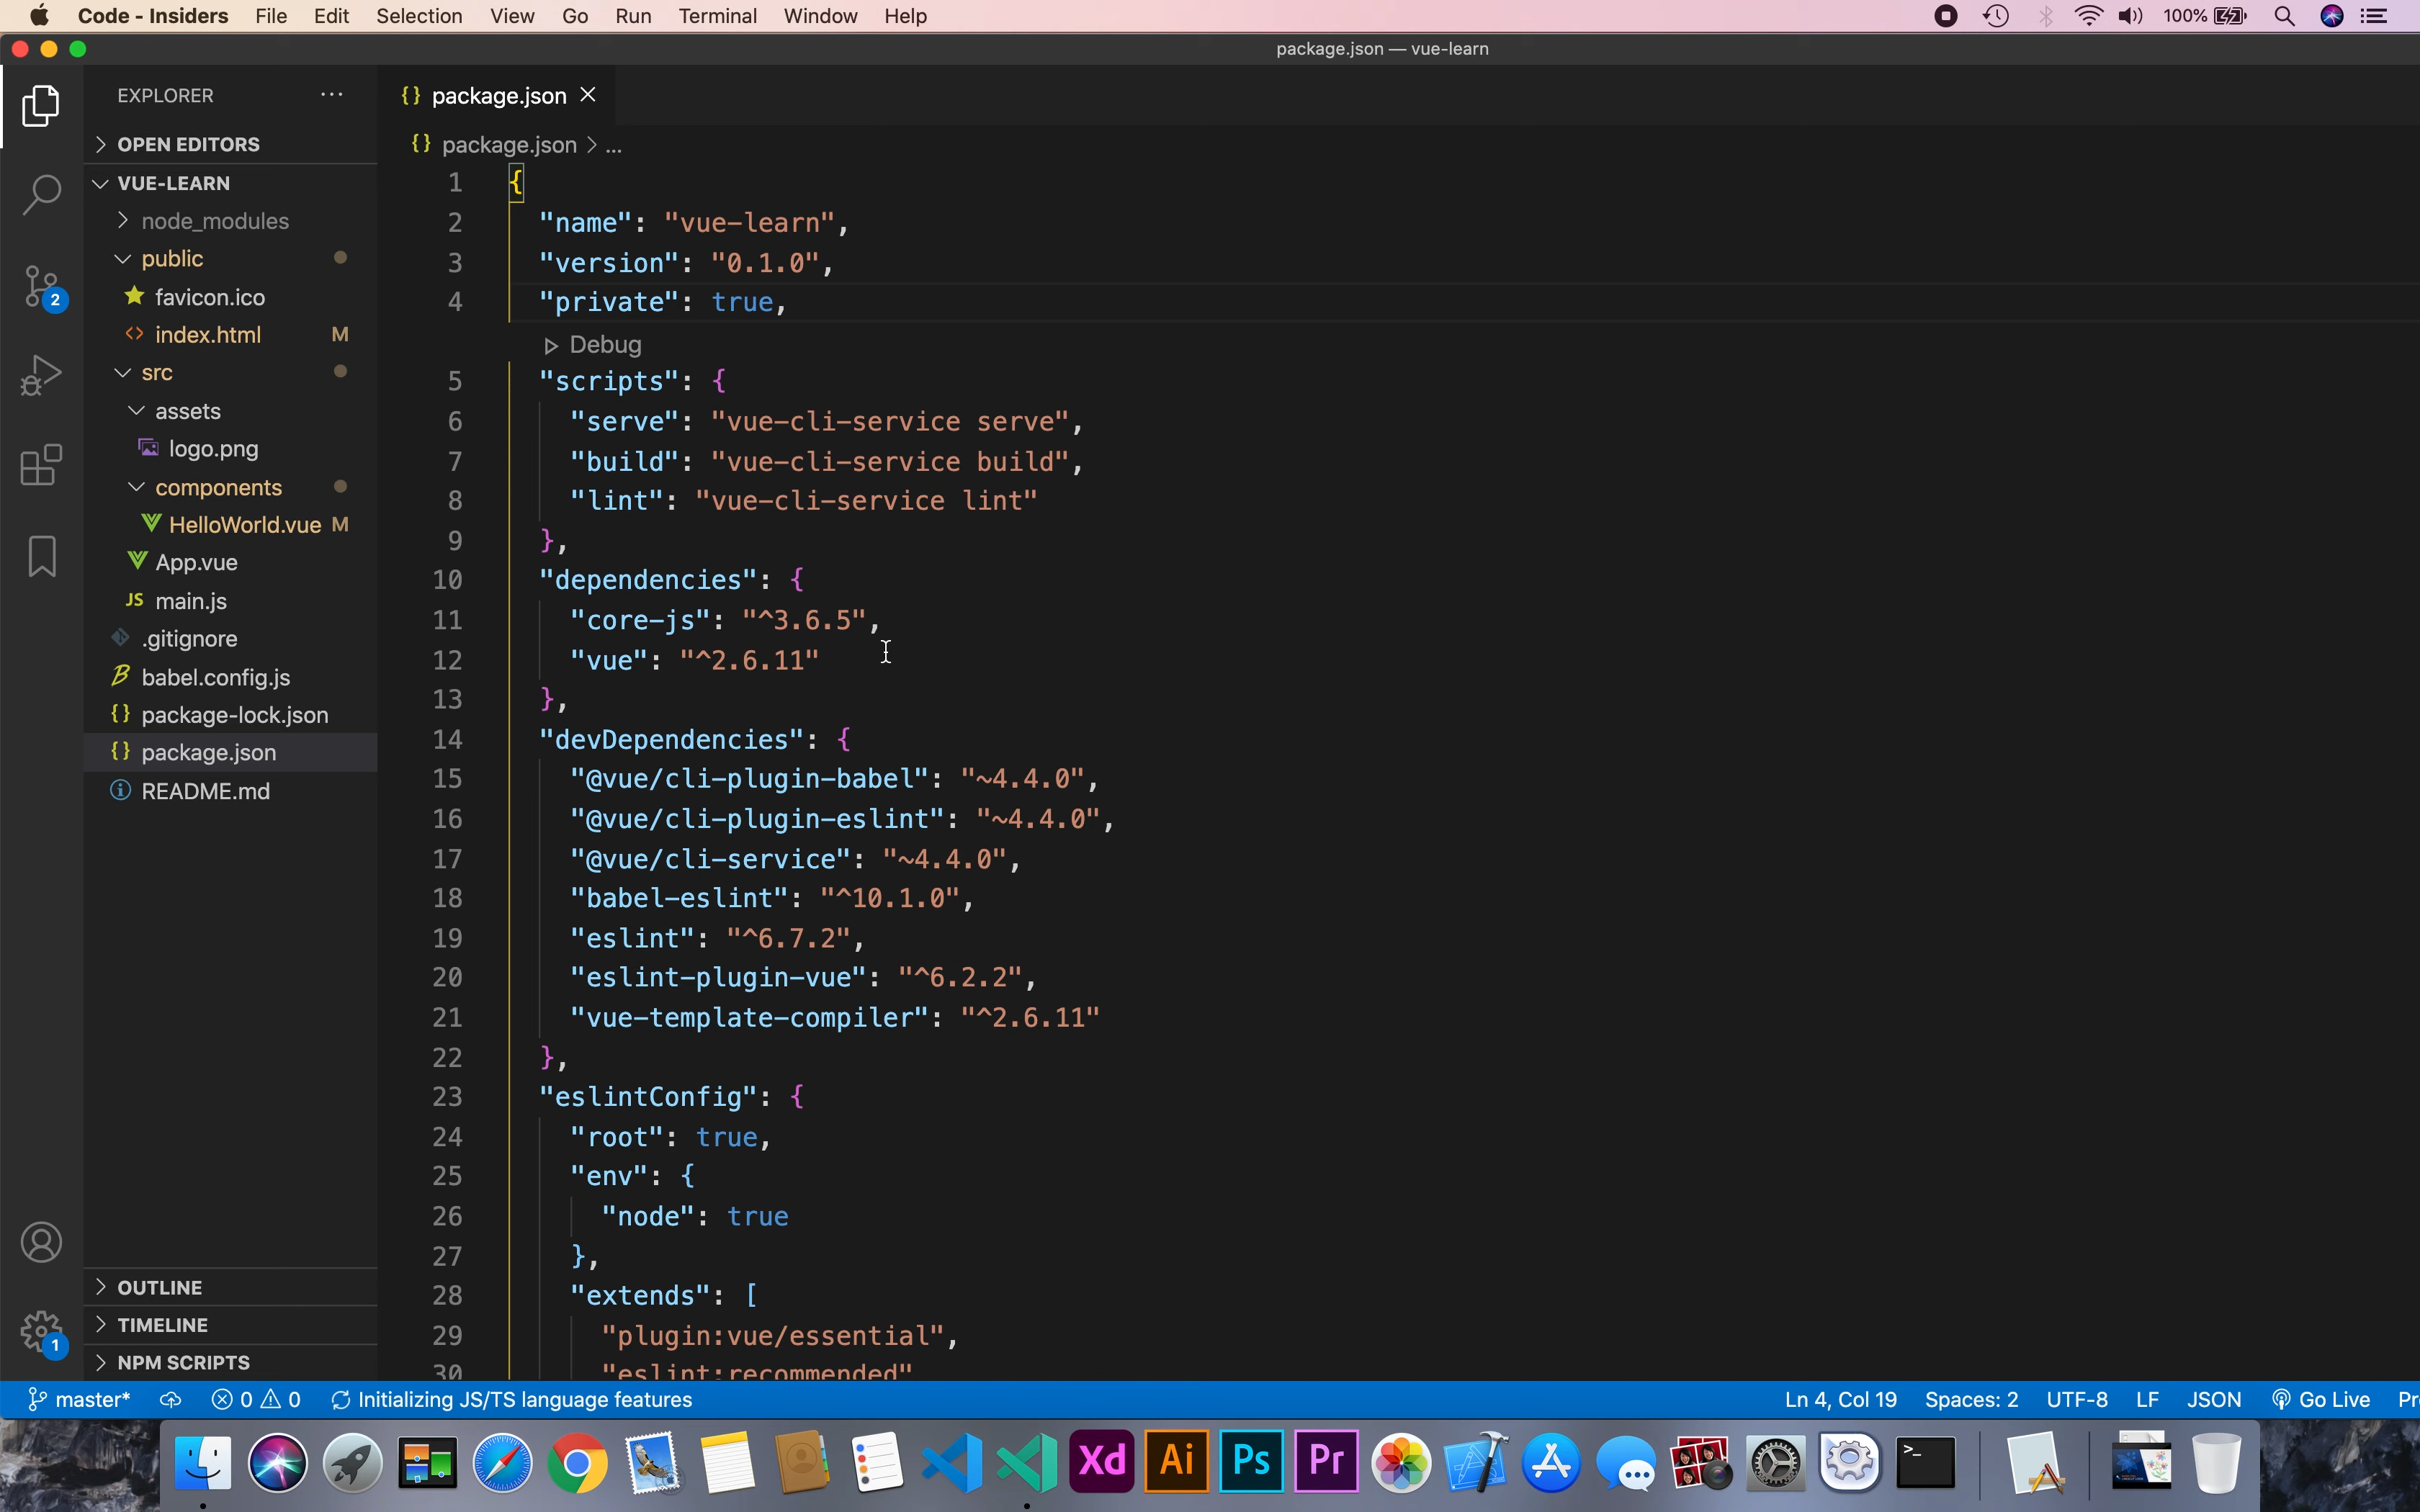 Code - Insiders File Edit Selection View Go Run Terminal Window Help 100%
package.json — vue-learn
EXPLORER ···
OPEN EDITORS
VUE-LEARN
node_modules
public
favicon.ico
index.html M
src
assets
logo.png
components
HelloWorld.vue M
App.vue
JS main.js
.gitignore
babel.config.js
{} package-lock.json
{} package.json
README.md
OUTLINE
TIMELINE
NPM SCRIPTS
2
1
{} package.json ×
{} package.json > ...
1 {
2 "name": "vue-learn",
3 "version": "0.1.0",
4 "private": true,
Debug
5 "scripts": {
6 "serve": "vue-cli-service serve",
7 "build": "vue-cli-service build",
8 "lint": "vue-cli-service lint"
9 },
10 "dependencies": {
11 "core-js": "^3.6.5",
12 "vue": "^2.6.11"
13 },
14 "devDependencies": {
15 "@vue/cli-plugin-babel": "~4.4.0",
16 "@vue/cli-plugin-eslint": "~4.4.0",
17 "@vue/cli-service": "~4.4.0",
18 "babel-eslint": "^10.1.0",
19 "eslint": "^6.7.2",
20 "eslint-plugin-vue": "^6.2.2",
21 "vue-template-compiler": "^2.6.11"
22 },
23 "eslintConfig": {
24 "root": true,
25 "env": {
26 "node": true
27 },
28 "extends": [
29 "plugin:vue/essential",
30 "eslint:recommended"
master* 0 0 Initializing JS/TS language features Ln 4, Col 19 Spaces: 2 UTF-8 LF JSON Go Live
Xd Ai Ps Pr >_